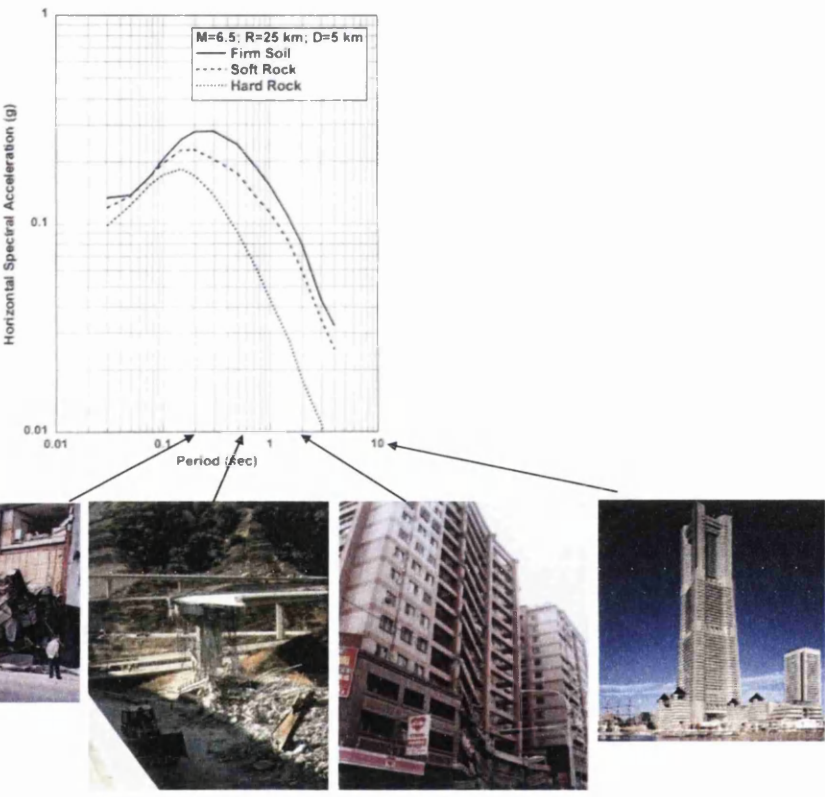 1
M=6.5; R=25 km; D=5 km
Firm Soil
Soft Rock
Hard Rock
Horizontal Spectral Acceleration (g)
0.1
0.01
0.01 0.1 1 10
Period (sec)